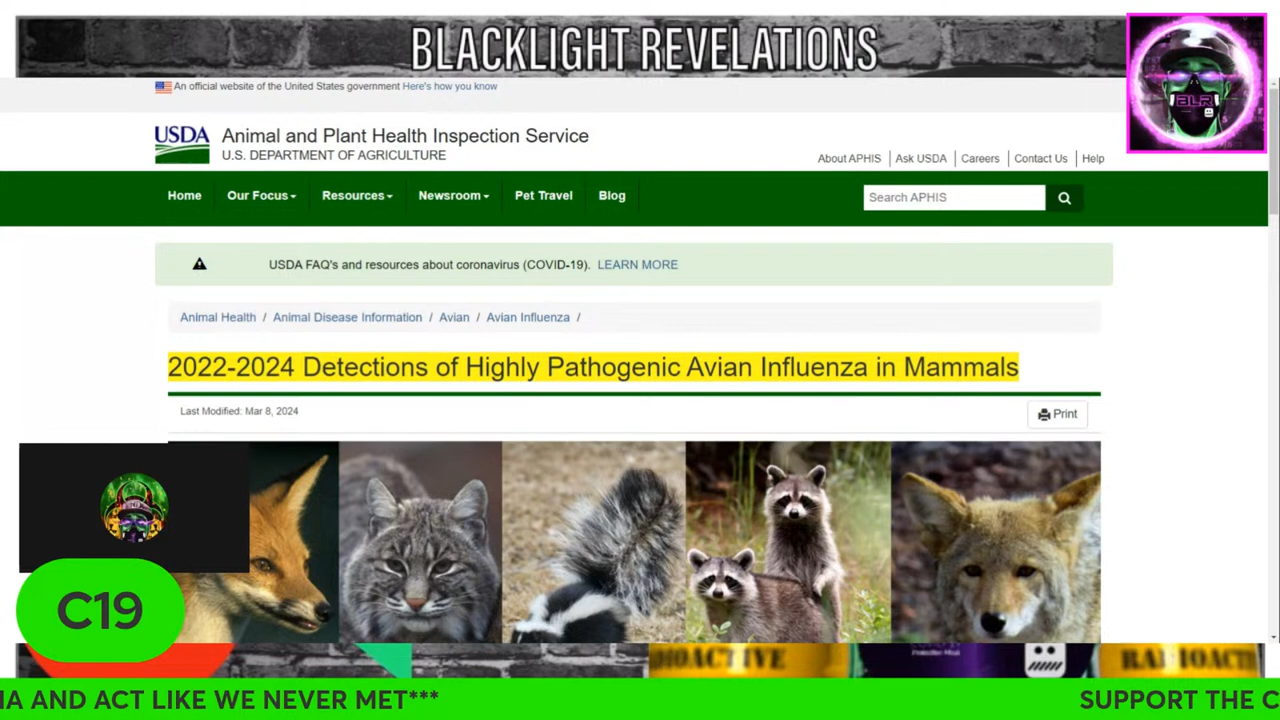 BLACKLIGHT REVELATIONS
BLR
An official website of the United States government Here's how you know
USDA
Animal and Plant Health Inspection Service
U.S. DEPARTMENT OF AGRICULTURE
About APHIS Ask USDA Careers Contact Us Help
Home Our Focus Resources Newsroom Pet Travel Blog
Search APHIS
USDA FAQ's and resources about coronavirus (COVID-19). LEARN MORE
Animal Health / Animal Disease Information / Avian / Avian Influenza /
2022-2024 Detections of Highly Pathogenic Avian Influenza in Mammals
Last Modified: Mar 8, 2024
Print
C19
IA AND ACT LIKE WE NEVER MET***
SUPPORT THE C